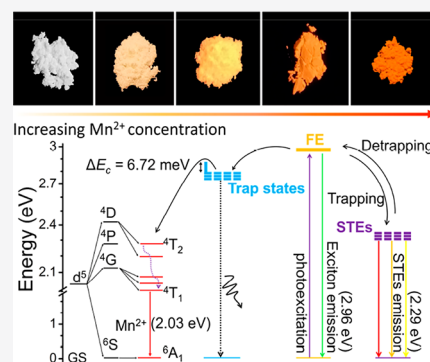 Increasing Mn²⁺ concentration
Energy (eV)
3
2.7
2.4
2.1
1
0
ΔE꜀ = 6.72 meV
Trap states
FE
Detrapping
Trapping
STEs
⁴D
⁴P
⁴G
d⁵
⁶S
GS
⁴T₂
⁴T₁
Mn²⁺ (2.03 eV)
⁶A₁
photoexcitation
Exciton emission
(2.96 eV)
STEs emission
(2.29 eV)